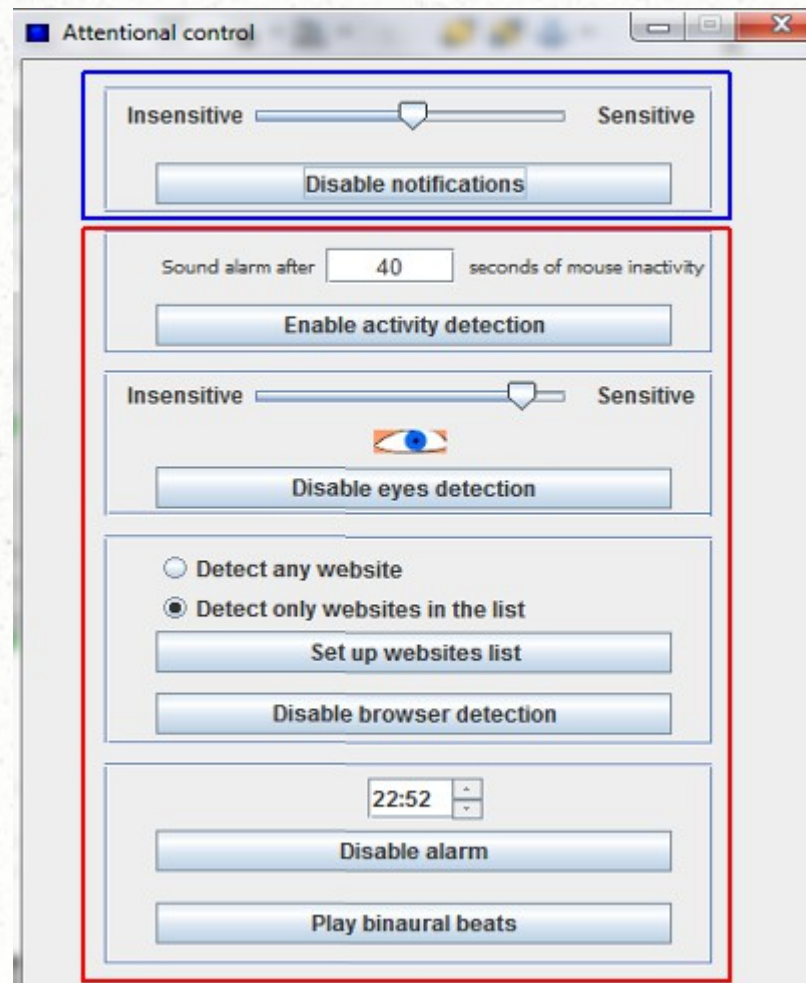 Attentional control
Insensitive Sensitive
Disable notifications
Sound alarm after 40 seconds of mouse inactivity
Enable activity detection
Insensitive Sensitive
Disable eyes detection
Detect any website
Detect only websites in the list
Set up websites list
Disable browser detection
22:52
Disable alarm
Play binaural beats